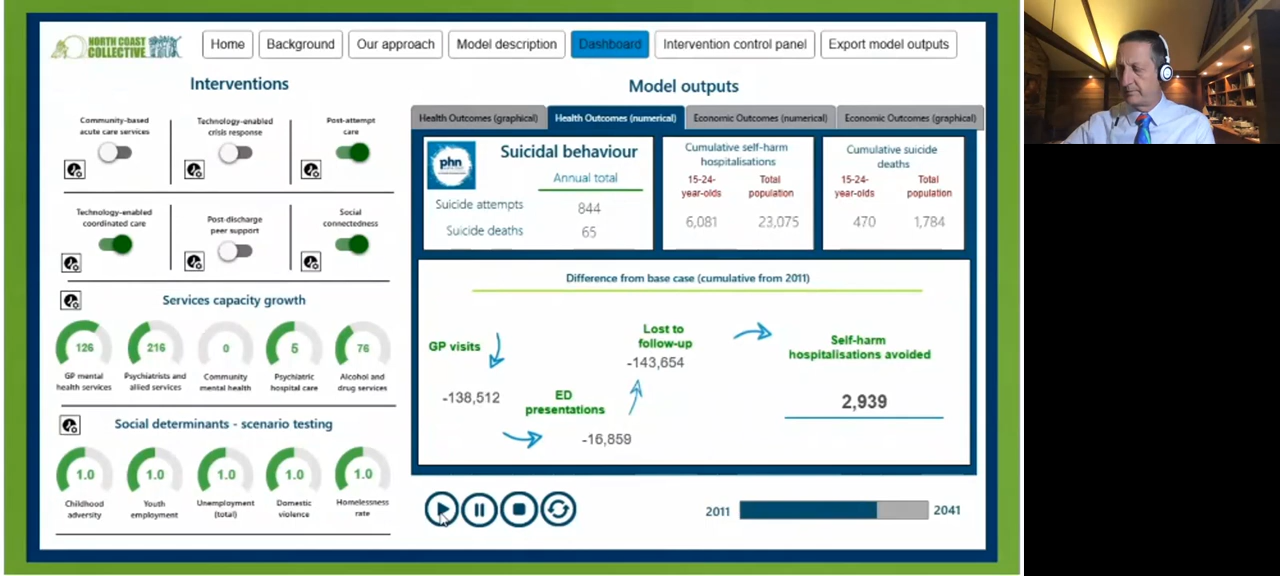 NORTH COAST
COLLECTIVE
Home
Background
Our approach
Model description
Dashboard
Intervention control panel
Export model outputs
Interventions
Community-based
acute care services
Technology-enabled
crisis response
Post-attempt
care
Technology-enabled
coordinated care
Post-discharge
peer support
Social
connectedness
Services capacity growth
126
216
0
5
76
GP mental
health services
Psychiatrists and
allied services
Community
mental health
Psychiatric
hospital care
Alcohol and
drug services
Social determinants - scenario testing
1.0
1.0
1.0
1.0
1.0
Childhood
adversity
Youth
employment
Unemployment
(total)
Domestic
violence
Homelessness
rate
Model outputs
Health Outcomes (graphical)
Health Outcomes (numerical)
Economic Outcomes (numerical)
Economic Outcomes (graphical)
phn
Suicidal behaviour
Annual total
Suicide attempts
844
Suicide deaths
65
Cumulative self-harm
hospitalisations
15-24-
year-olds
Total
population
6,081
23,075
Cumulative suicide
deaths
15-24-
year-olds
Total
population
470
1,784
Difference from base case (cumulative from 2011)
GP visits
-138,512
ED
presentations
-16,859
Lost to
follow-up
-143,654
Self-harm
hospitalisations avoided
2,939
2011
2041